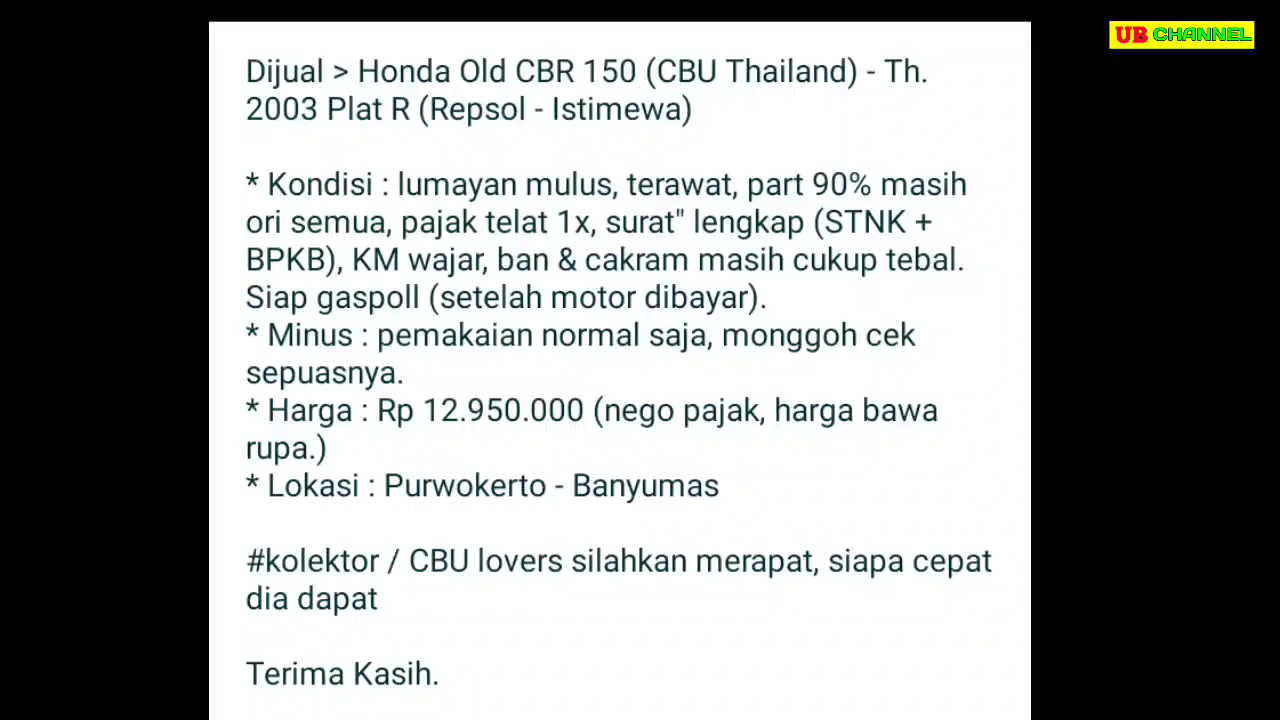 UB CHANNEL
Dijual > Honda Old CBR 150 (CBU Thailand) - Th.
2003 Plat R (Repsol - Istimewa)
* Kondisi : lumayan mulus, terawat, part 90% masih
ori semua, pajak telat 1x, surat" lengkap (STNK +
BPKB), KM wajar, ban & cakram masih cukup tebal.
Siap gaspoll (setelah motor dibayar).
* Minus : pemakaian normal saja, monggoh cek
sepuasnya.
* Harga : Rp 12.950.000 (nego pajak, harga bawa
rupa.)
* Lokasi : Purwokerto - Banyumas
#kolektor / CBU lovers silahkan merapat, siapa cepat
dia dapat
Terima Kasih.